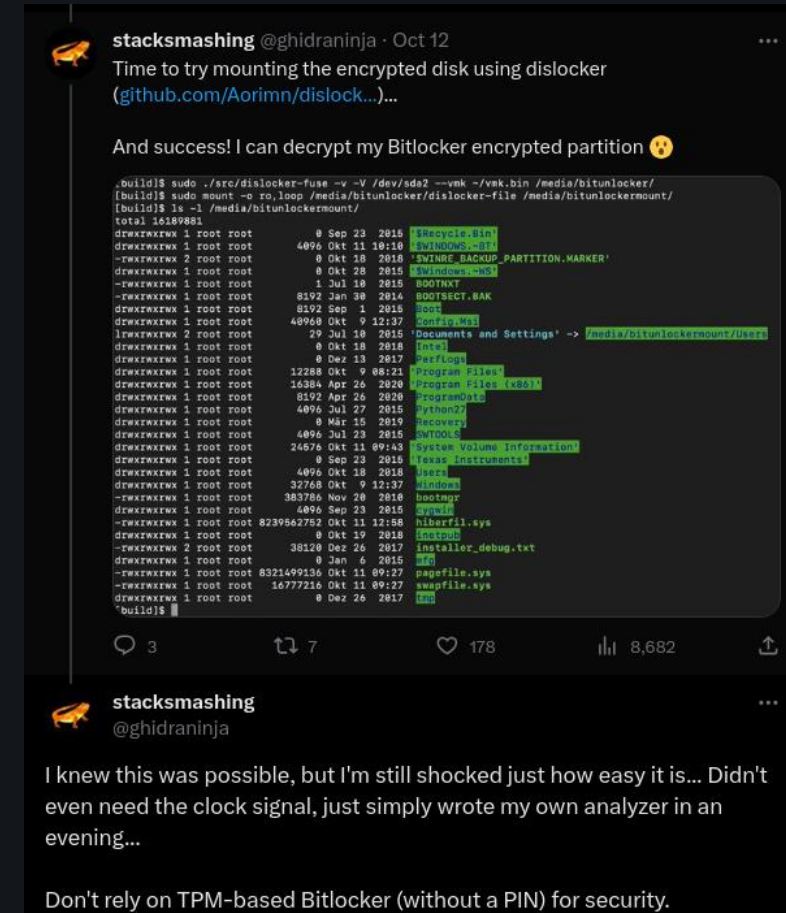 stacksmashing @ghidraninja · Oct 12
Time to try mounting the encrypted disk using dislocker
(github.com/Aorimn/dislock...)...
And success! I can decrypt my Bitlocker encrypted partition 😮
[build]$ sudo ./src/dislocker-fuse -v -V /dev/sda2 --vmk ~/vmk.bin /media/bitunlocker/
[build]$ sudo mount -o ro,loop /media/bitunlocker/dislocker-file /media/bitunlockermount/
[build]$ ls -l /media/bitunlockermount/
total 16189881
drwxrwxrwx 1 root root 0 Sep 23 2015 '$Recycle.Bin'
drwxrwxrwx 1 root root 4096 Okt 11 10:10 '$WINDOWS.~BT'
-rwxrwxrwx 2 root root 0 Okt 18 2018 '$WINRE_BACKUP_PARTITION.MARKER'
drwxrwxrwx 1 root root 0 Okt 28 2015 '$Windows.~WS'
-rwxrwxrwx 1 root root 1 Jul 10 2015 BOOTNXT
-rwxrwxrwx 1 root root 8192 Jan 30 2014 BOOTSECT.BAK
drwxrwxrwx 1 root root 8192 Sep 1 2015 Boot
drwxrwxrwx 1 root root 40960 Okt 9 12:37 Config.Msi
lrwxrwxrwx 2 root root 29 Jul 10 2015 'Documents and Settings' -> /media/bitunlockermount/Users
drwxrwxrwx 1 root root 0 Okt 18 2018 Intel
drwxrwxrwx 1 root root 0 Dez 13 2017 PerfLogs
drwxrwxrwx 1 root root 12288 Okt 9 08:21 'Program Files'
drwxrwxrwx 1 root root 16384 Apr 26 2020 'Program Files (x86)'
drwxrwxrwx 1 root root 8192 Apr 26 2020 ProgramData
drwxrwxrwx 1 root root 4096 Jul 27 2015 Python27
drwxrwxrwx 1 root root 0 Mär 15 2019 Recovery
drwxrwxrwx 1 root root 4096 Jul 23 2015 SWTOOLS
drwxrwxrwx 1 root root 24576 Okt 11 09:43 'System Volume Information'
drwxrwxrwx 1 root root 0 Sep 23 2015 'Texas Instruments'
drwxrwxrwx 1 root root 4096 Okt 18 2018 Users
drwxrwxrwx 1 root root 32768 Okt 9 12:37 Windows
-rwxrwxrwx 1 root root 383786 Nov 20 2010 bootmgr
drwxrwxrwx 1 root root 4096 Sep 23 2015 cygwin
-rwxrwxrwx 1 root root 8239562752 Okt 11 12:58 hiberfil.sys
drwxrwxrwx 1 root root 0 Okt 19 2018 inetpub
-rwxrwxrwx 2 root root 38120 Dez 26 2017 installer_debug.txt
drwxrwxrwx 1 root root 0 Jan 6 2015 mfg
-rwxrwxrwx 1 root root 8321499136 Okt 11 09:27 pagefile.sys
-rwxrwxrwx 1 root root 16777216 Okt 11 09:27 swapfile.sys
drwxrwxrwx 1 root root 0 Dez 26 2017 tmp
[build]$
3 7 178 8,682
stacksmashing
@ghidraninja
I knew this was possible, but I'm still shocked just how easy it is... Didn't
even need the clock signal, just simply wrote my own analyzer in an
evening...
Don't rely on TPM-based Bitlocker (without a PIN) for security.